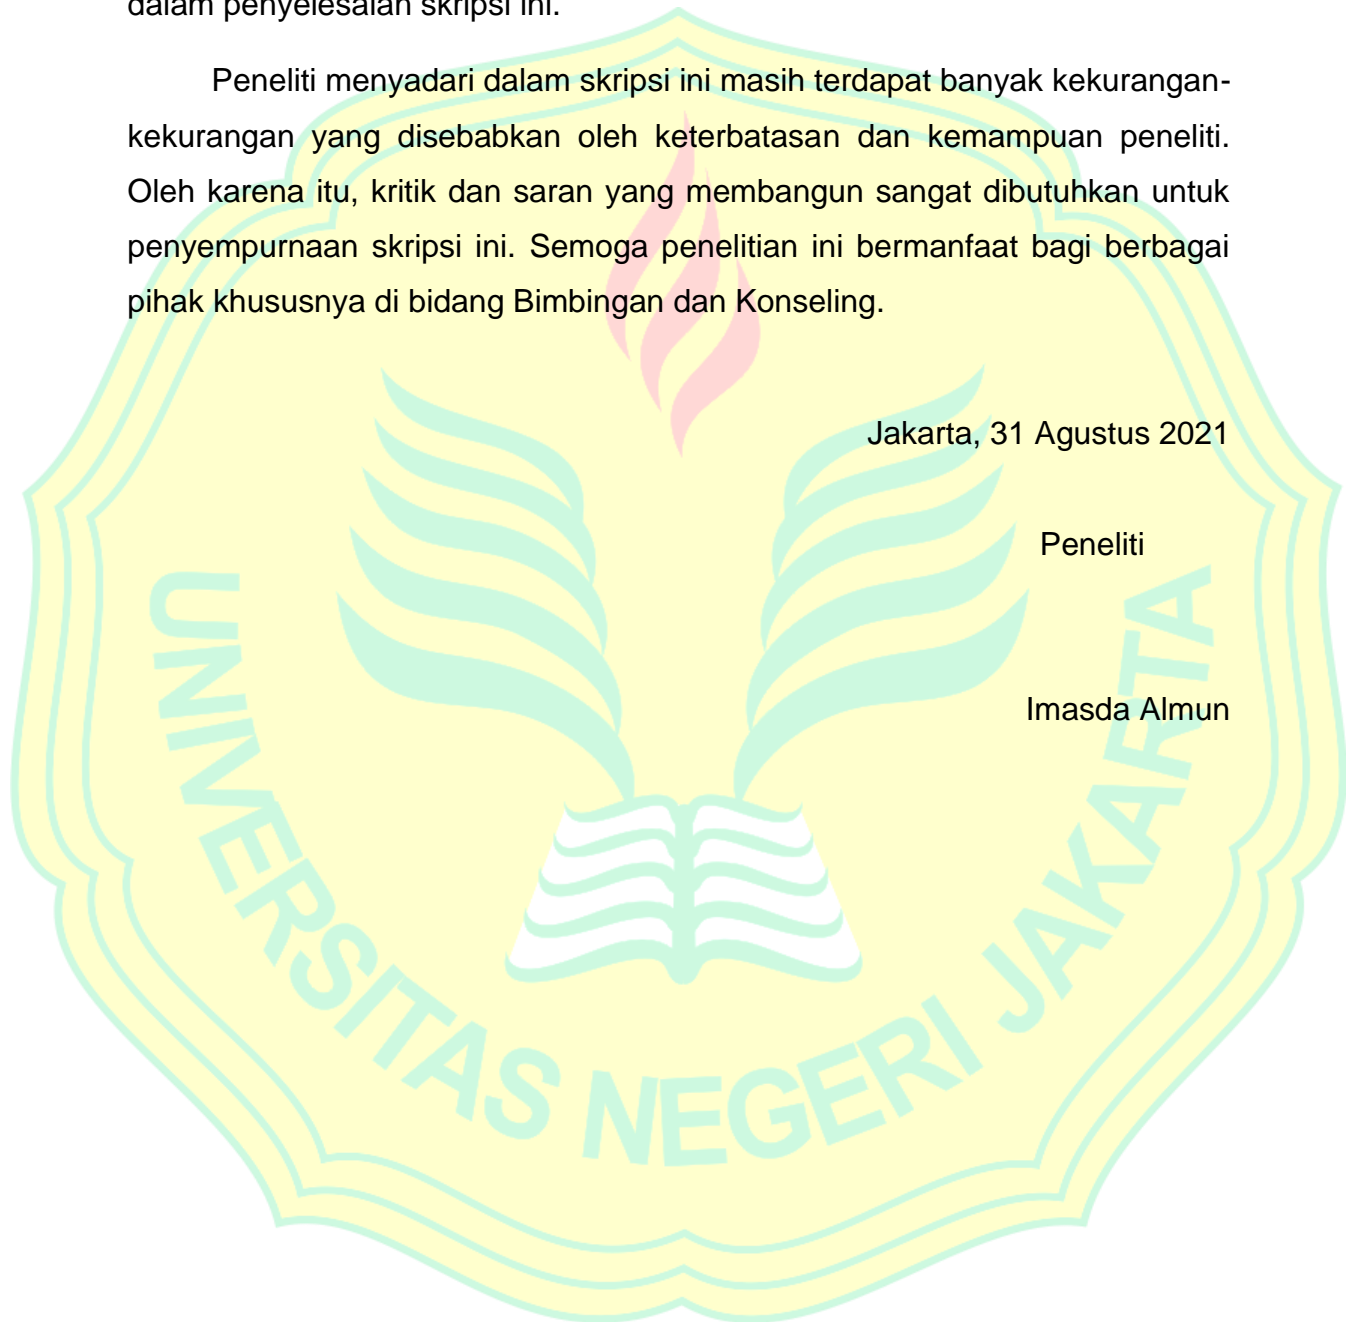 dalam penyelesaian skripsi ini.
Peneliti menyadari dalam skripsi ini masih terdapat banyak kekurangan-
kekurangan yang disebabkan oleh keterbatasan dan kemampuan peneliti.
Oleh karena itu, kritik dan saran yang membangun sangat dibutuhkan untuk
penyempurnaan skripsi ini. Semoga penelitian ini bermanfaat bagi berbagai
pihak khususnya di bidang Bimbingan dan Konseling.
Jakarta, 31 Agustus 2021
Peneliti
Imasda Almun
UNIVERSITAS NEGERI JAKARTA